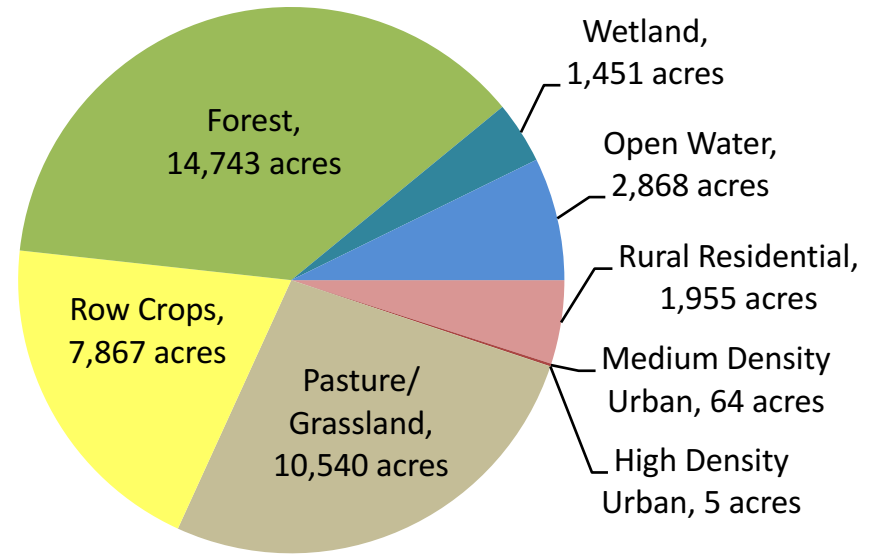 Wetland,
1,451 acres
Forest,
14,743 acres
Open Water,
2,868 acres
Rural Residential,
1,955 acres
Row Crops,
7,867 acres
Medium Density
Urban, 64 acres
Pasture/
Grassland,
10,540 acres
High Density
Urban, 5 acres